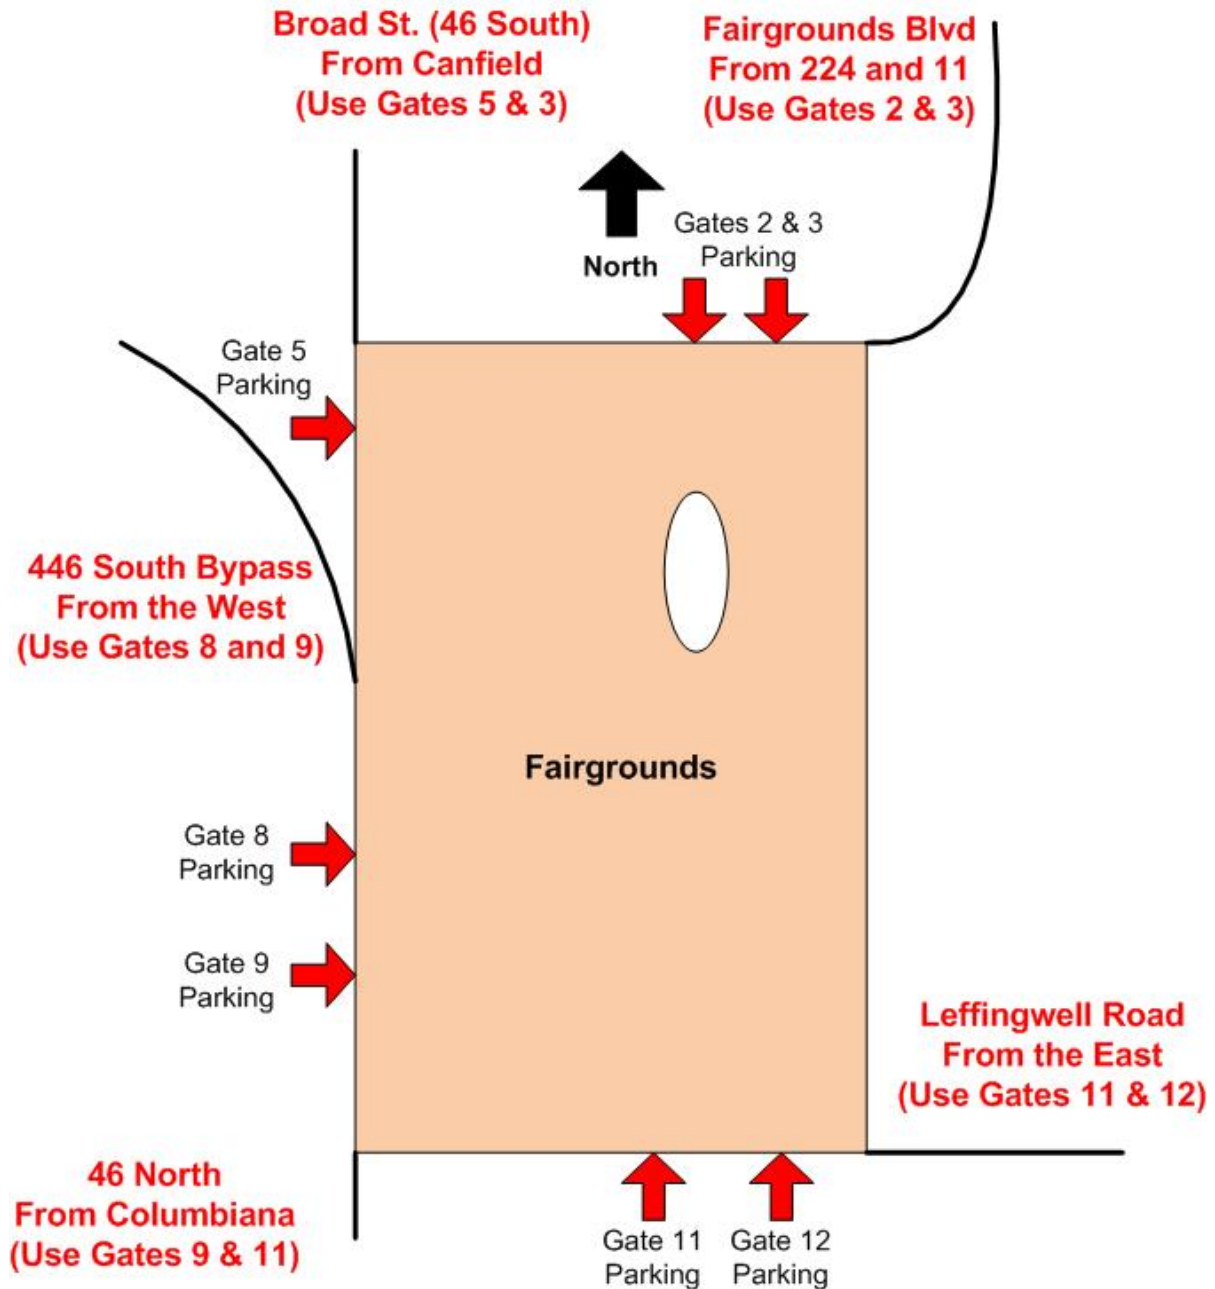 Broad St. (46 South)
From Canfield
(Use Gates 5 & 3)
Fairgrounds Blvd
From 224 and 11
(Use Gates 2 & 3)
North
Gates 2 & 3
Parking
Gate 5
Parking
446 South Bypass
From the West
(Use Gates 8 and 9)
Fairgrounds
Gate 8
Parking
Gate 9
Parking
Leffingwell Road
From the East
(Use Gates 11 & 12)
46 North
From Columbiana
(Use Gates 9 & 11)
Gate 11
Parking
Gate 12
Parking